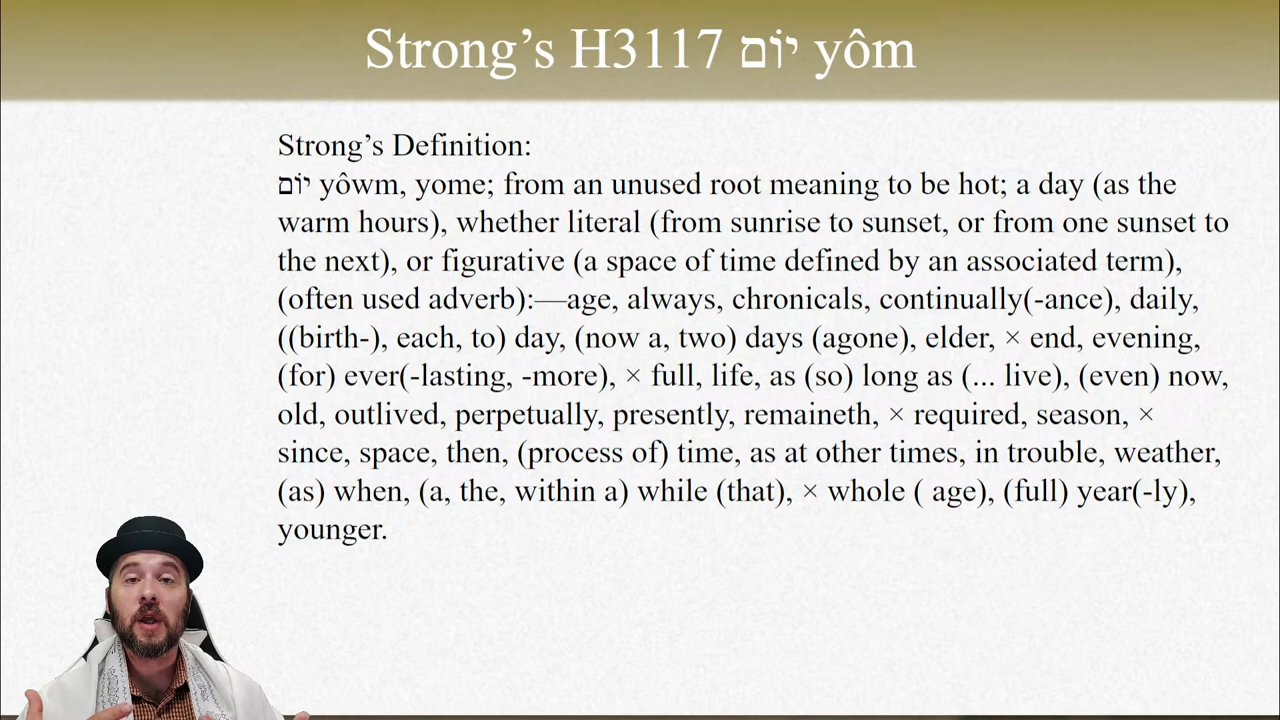 Strong’s H3117 יוֹם yôm
Strong’s Definition:
יוֹם yôwm, yome; from an unused root meaning to be hot; a day (as the
warm hours), whether literal (from sunrise to sunset, or from one sunset to
the next), or figurative (a space of time defined by an associated term),
(often used adverb):—age, always, chronicals, continually(-ance), daily,
((birth-), each, to) day, (now a, two) days (agone), elder, × end, evening,
(for) ever(-lasting, -more), × full, life, as (so) long as (... live), (even) now,
old, outlived, perpetually, presently, remaineth, × required, season, ×
since, space, then, (process of) time, as at other times, in trouble, weather,
(as) when, (a, the, within a) while (that), × whole ( age), (full) year(-ly),
younger.